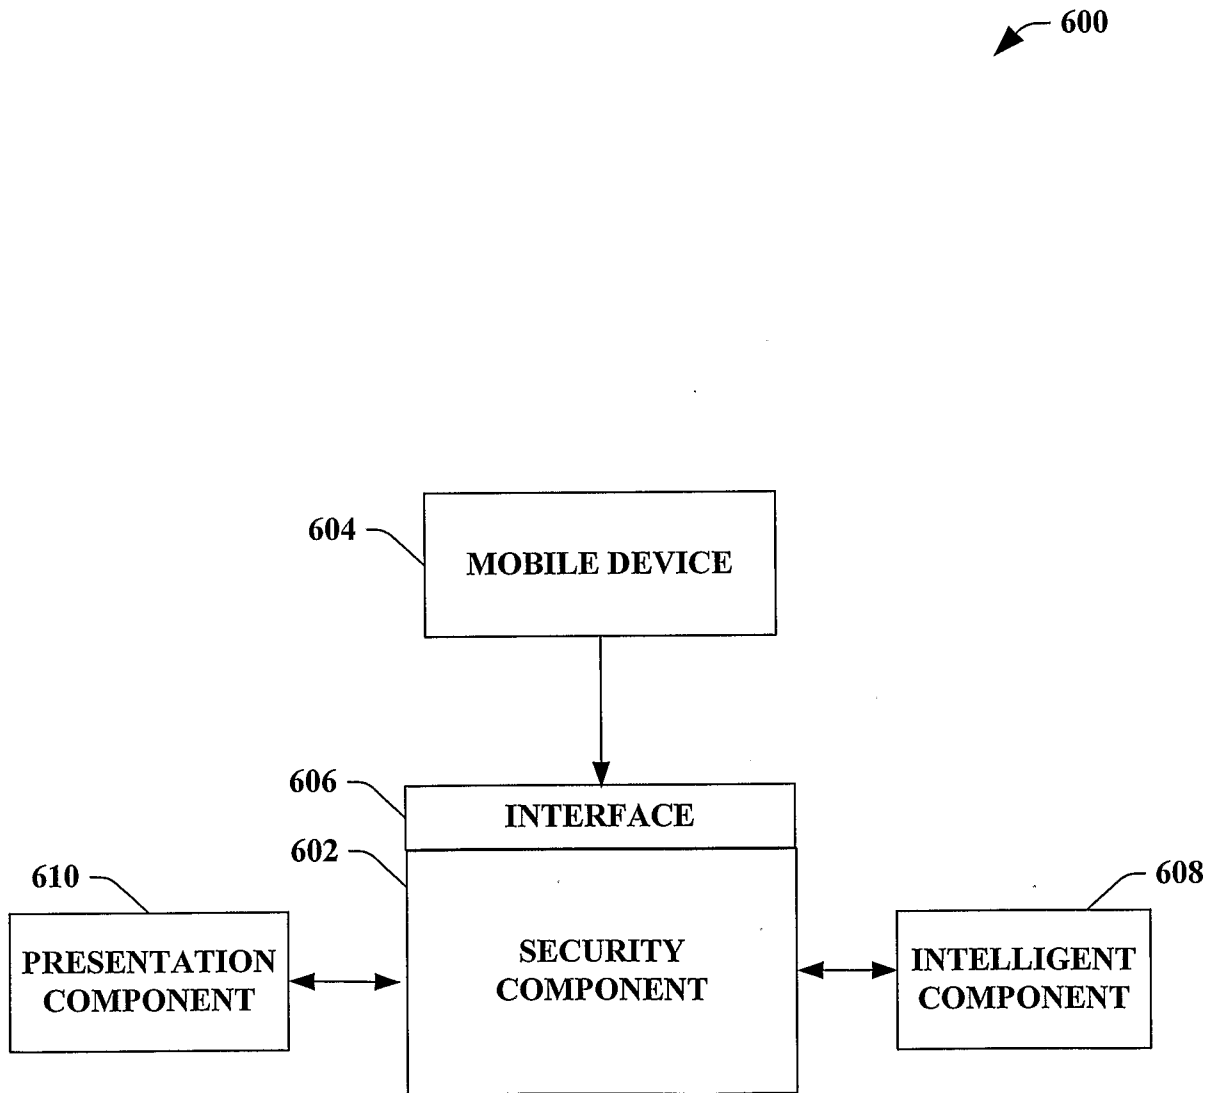 600
604
MOBILE DEVICE
606
INTERFACE
602
610
608
PRESENTATION
COMPONENT
SECURITY
COMPONENT
INTELLIGENT
COMPONENT